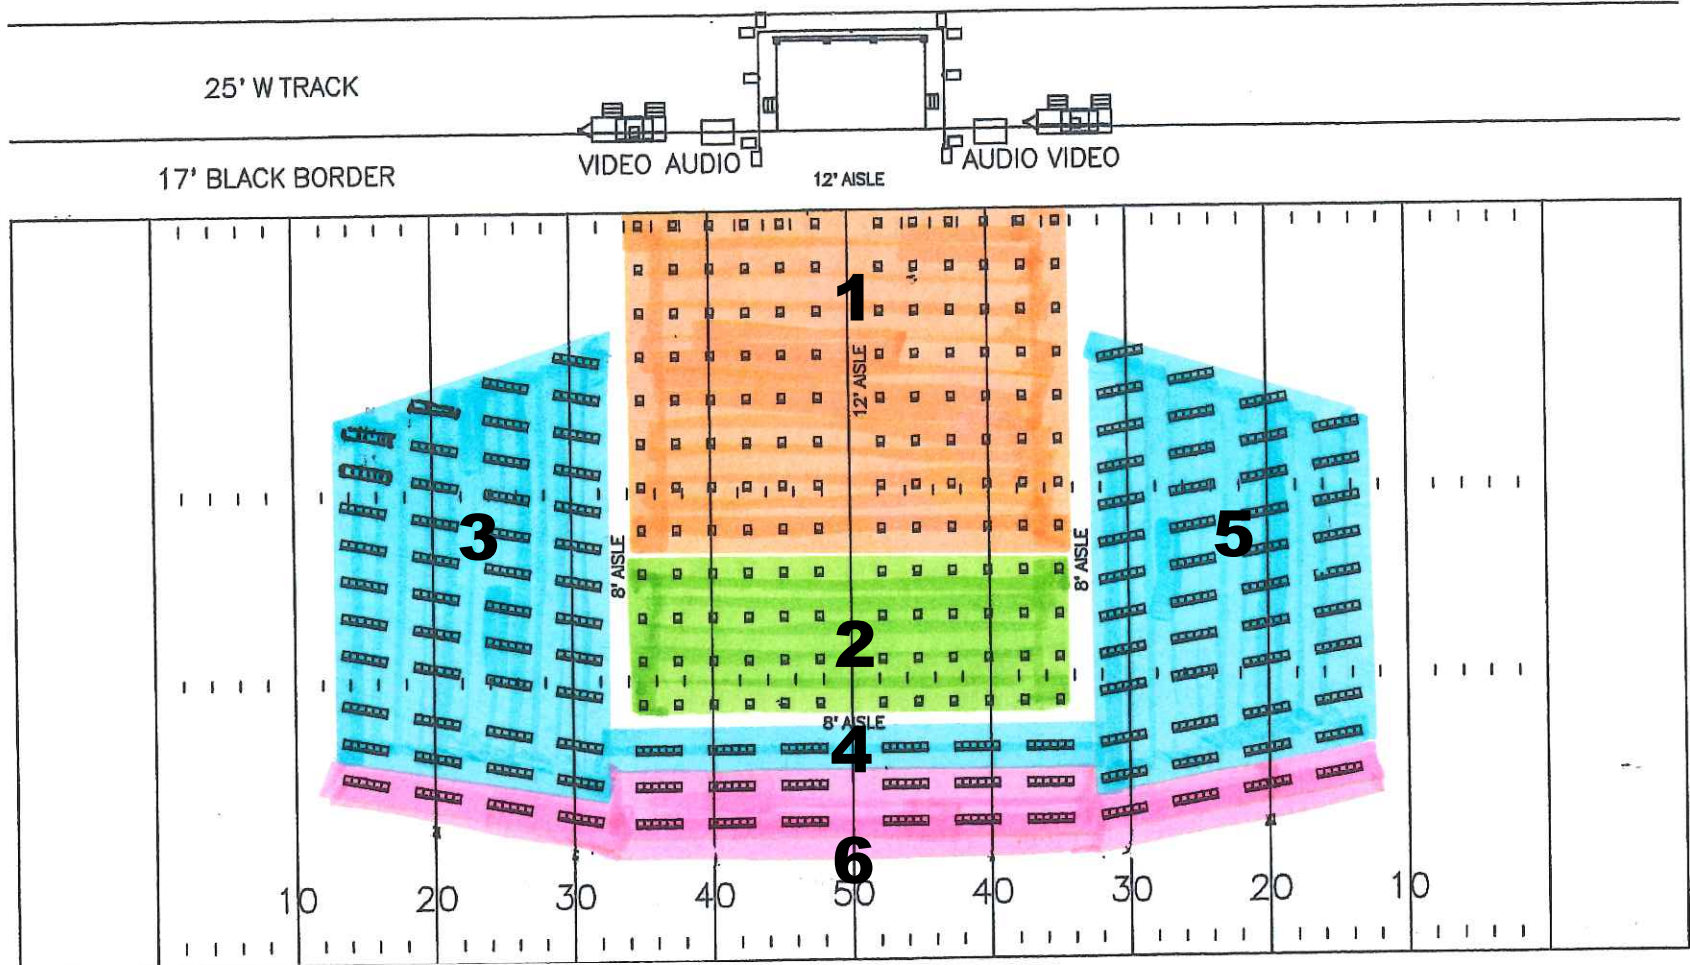 25' W TRACK
VIDEO AUDIO
AUDIO VIDEO
17' BLACK BORDER
12' AISLE
1
12' AISLE
3
5
8' AISLE
8' AISLE
2
8' AISLE
4
6
10 20 30 40 50 40 30 20 10